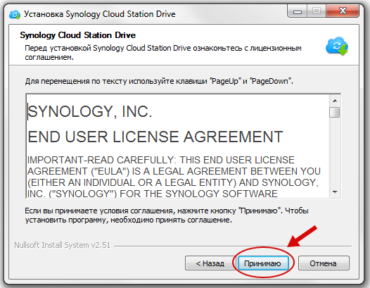 Установка Synology Cloud Station Drive
Synology Cloud Station Drive
Перед установкой Synology Cloud Station Drive ознакомьтесь с лицензионным
соглашением.
Для перемещения по тексту используйте клавиши "PageUp" и "PageDown".
SYNOLOGY, INC.
END USER LICENSE AGREEMENT
IMPORTANT-READ CAREFULLY: THIS END USER LICENSE
AGREEMENT ("EULA") IS A LEGAL AGREEMENT BETWEEN YOU
(EITHER AN INDIVIDUAL OR A LEGAL ENTITY) AND SYNOLOGY,
INC. ("SYNOLOGY") FOR THE SYNOLOGY SOFTWARE
Если вы принимаете условия соглашения, нажмите кнопку "Принимаю". Чтобы
установить программу, необходимо принять соглашение.
Nullsoft Install System v2.51
< Назад
Принимаю
Отмена